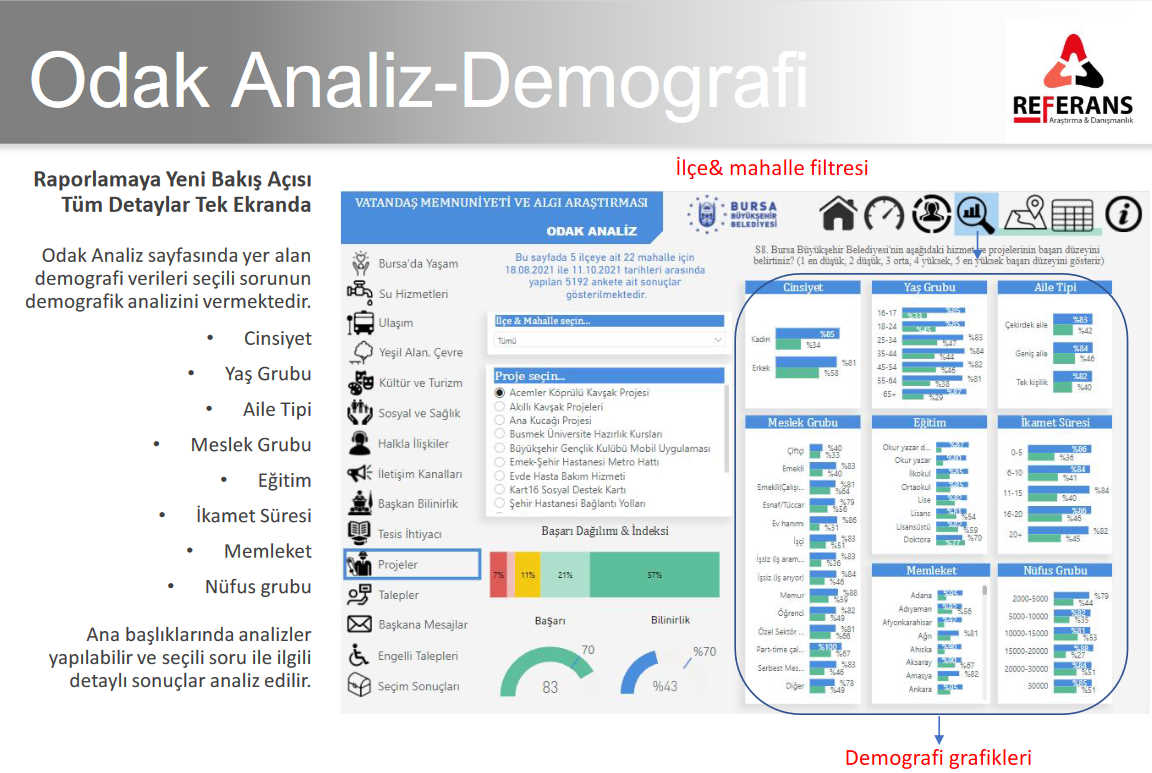 Odak Analiz-Demografi
REFERANS
Araştırma & Danışmanlık
Raporlamaya Yeni Bakış Açısı
Tüm Detaylar Tek Ekranda
Odak Analiz sayfasında yer alan
demografi verileri seçili sorunun
demografik analizini vermektedir.
• Cinsiyet
• Yaş Grubu
• Aile Tipi
• Meslek Grubu
• Eğitim
• İkamet Süresi
• Memleket
• Nüfus grubu
Ana başlıklarında analizler
yapılabilir ve seçili soru ile ilgili
detaylı sonuçlar analiz edilir.
İlçe& mahalle filtresi
VATANDAŞ MEMNUNİYETİ VE ALGI ARAŞTIRMASI
ODAK ANALİZ
BURSA
BÜYÜKŞEHİR
BELEDİYESİ
Bursa'da Yaşam
Su Hizmetleri
Ulaşım
Yeşil Alan, Çevre
Kültür ve Turizm
Sosyal ve Sağlık
Halkla İlişkiler
İletişim Kanalları
Başkan Bilinirlik
Tesis İhtiyacı
Projeler
Talepler
Başkana Mesajlar
Engelli Talepleri
Seçim Sonuçları
Bu sayfada 5 ilçeye ait 22 mahalle için
18.08.2021 ile 11.10.2021 tarihleri arasında
yapılan 5192 ankete ait sonuçlar
gösterilmektedir.
İlçe & Mahalle seçin...
Tümü
Proje seçin...
Acemler Köprülü Kavşak Projesi
Akıllı Kavşak Projeleri
Ana Kucağı Projesi
Busmek Üniversite Hazırlık Kursları
Büyükşehir Gençlik Kulübü Mobil Uygulaması
Emek-Şehir Hastanesi Metro Hattı
Evde Hasta Bakım Hizmeti
Kart16 Sosyal Destek Kartı
Şehir Hastanesi Bağlantı Yolları
Başarı Dağılımı & İndeksi
7% 11% 21% 57%
Başarı
70
83
Bilinirlik
%70
%43
S8. Bursa Büyükşehir Belediyesi'nin aşağıdaki hizmet ve projelerinin başarı düzeyini
belirtiniz? (1 en düşük, 2 düşük, 3 orta, 4 yüksek, 5 en yüksek başarı düzeyini gösterir)
Cinsiyet
Kadın %85 %34
Erkek %81 %58
Yaş Grubu
16-17
18-24
25-34 %83 %47
35-44 %84 %44
45-54 %82 %46
55-64 %81 %38
65+ %29
Aile Tipi
Çekirdek aile %83 %42
Geniş aile %84 %46
Tek kişilik %82 %40
Meslek Grubu
Çiftçi %40 %33
Emekli %83 %40
Emekli(Çalışı... %81 %64
Esnaf/Tüccar %79 %56
Ev hanımı %86 %31
İşçi %83 %51
İşsiz (iş aram... %83 %36
İşsiz (iş arıyor) %84 %46
Memur %88 %59
Öğrenci %82 %49
Özel Sektör ... %81 %66
Part-time çal... %100 %67
Serbest Mes... %83 %46
Diğer %78 %49
Eğitim
Okur yazar d...
Okur yazar
İlkokul
Ortaokul
Lise
Lisans %54
Lisansüstü %59
Doktora %70
İkamet Süresi
0-5 %86 %36
6-10 %84 %41
11-15 %84 %40
16-20 %86 %46
20+ %82 %45
Memleket
Adana
Adıyaman %56
Afyonkarahisar
Ağrı %81
Ahıska
Aksaray %67
Amasya %82
Ankara
Nüfus Grubu
2000-5000 %79 %44
5000-10000 %35
10000-15000 %53
15000-20000 %27
20000-30000 %51
30000 %85 %51
Demografi grafikleri